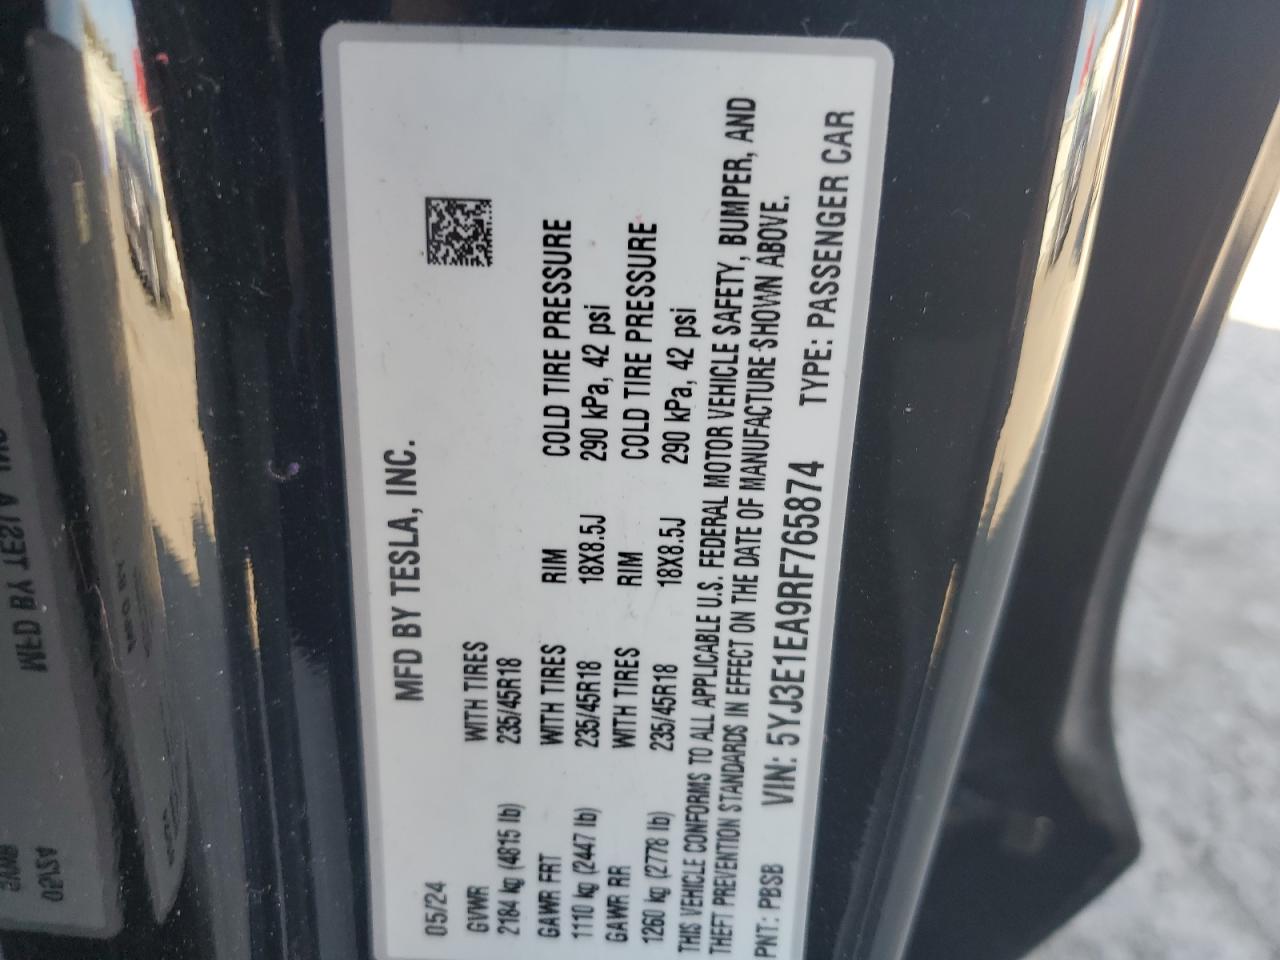 MFD BY TESLA, INC.
05/24
GVWR WITH TIRES
2184 kg (4815 lb) 235/45R18
GAWR FRT WITH TIRES RIM COLD TIRE PRESSURE
1110 kg (2447 lb) 235/45R18 18X8.5J 290 kPa, 42 psi
GAWR RR WITH TIRES RIM COLD TIRE PRESSURE
1260 kg (2778 lb) 235/45R18 18X8.5J 290 kPa, 42 psi
THIS VEHICLE CONFORMS TO ALL APPLICABLE U.S. FEDERAL MOTOR VEHICLE SAFETY, BUMPER, AND
THEFT PREVENTION STANDARDS IN EFFECT ON THE DATE OF MANUFACTURE SHOWN ABOVE.
PNT: PBSB VIN: 5YJ3E1EA9RF765874 TYPE: PASSENGER CAR